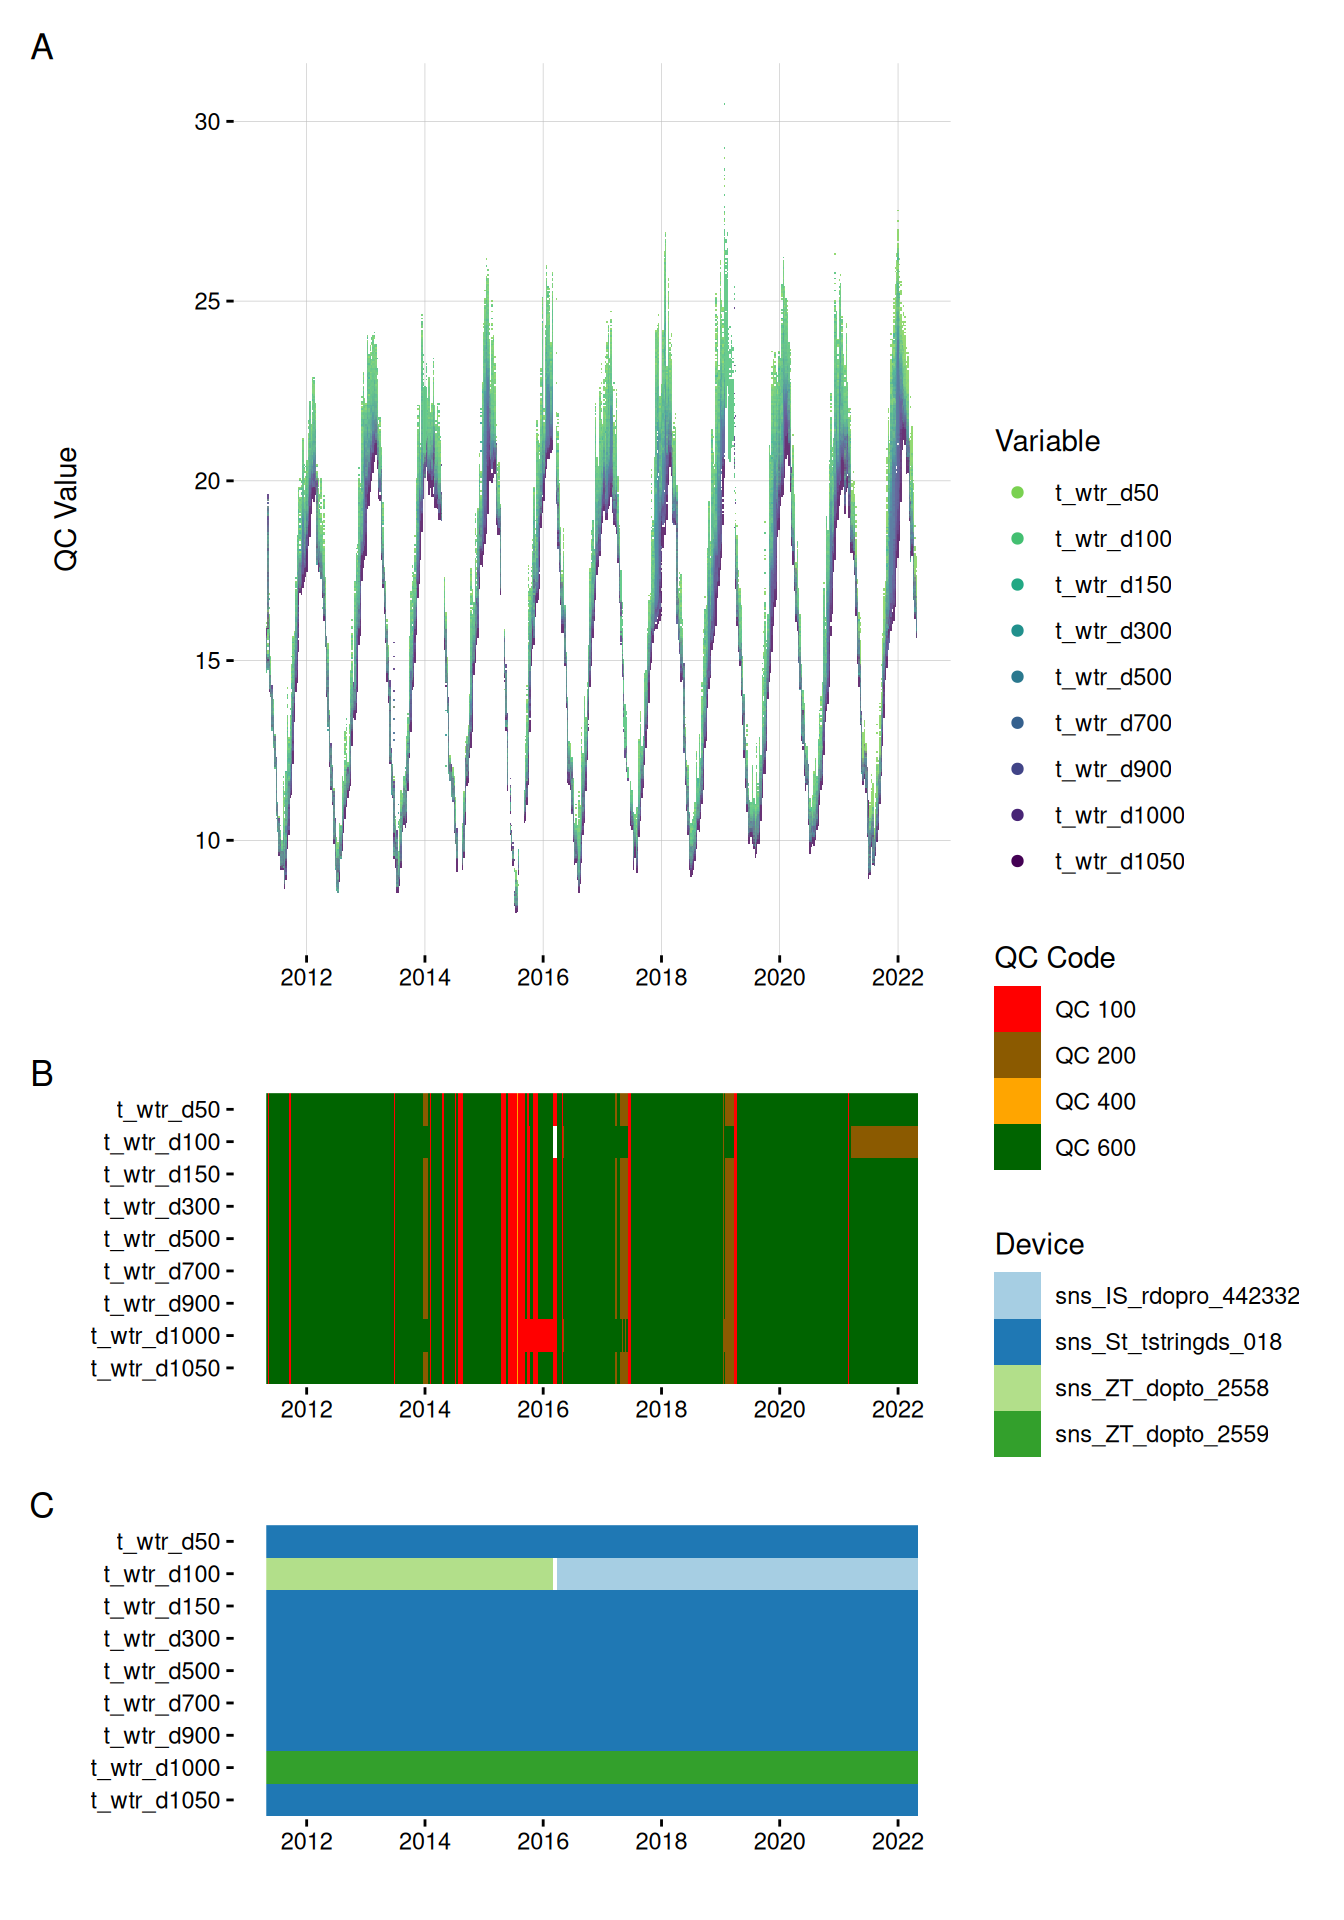 A
QC Value
30
25
20
15
10
2012 2014 2016 2018 2020 2022
Variable
t_wtr_d50
t_wtr_d100
t_wtr_d150
t_wtr_d300
t_wtr_d500
t_wtr_d700
t_wtr_d900
t_wtr_d1000
t_wtr_d1050
QC Code
QC 100
QC 200
QC 400
QC 600
B
t_wtr_d50
t_wtr_d100
t_wtr_d150
t_wtr_d300
t_wtr_d500
t_wtr_d700
t_wtr_d900
t_wtr_d1000
t_wtr_d1050
2012 2014 2016 2018 2020 2022
Device
sns_IS_rdopro_442332
sns_St_tstringds_018
sns_ZT_dopto_2558
sns_ZT_dopto_2559
C
t_wtr_d50
t_wtr_d100
t_wtr_d150
t_wtr_d300
t_wtr_d500
t_wtr_d700
t_wtr_d900
t_wtr_d1000
t_wtr_d1050
2012 2014 2016 2018 2020 2022